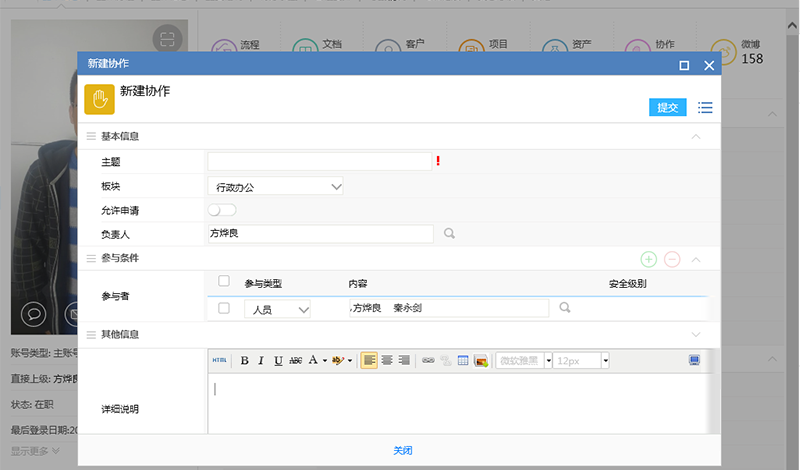 流程 文档 客户 项目 资产 协作 微博
158
新建协作
新建协作
提交
基本信息
主题 !
板块 行政办公
允许申请
负责人 方烨良
参与条件
参与类型 内容 安全级别
参与者
人员 ,方烨良 秦永剑
其他信息
HTML B I U ABC A ab 微软雅黑 12px
详细说明
关闭
账号类型: 主账号
直接上级: 方烨
状态: 在职
最后登录日期:20
显示更多